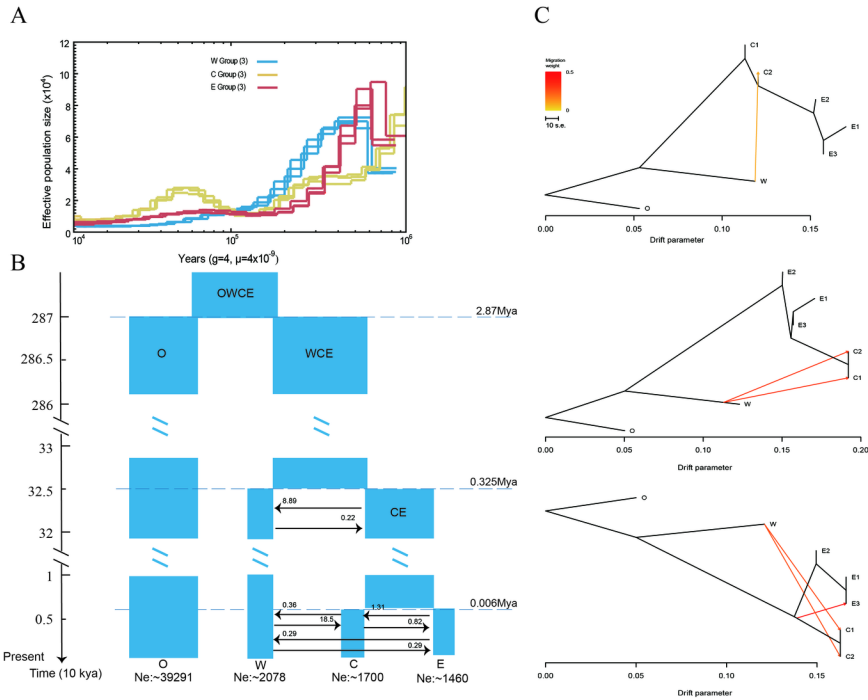 A
Effective population size (x10⁴)
12
10
8
6
4
2
0
W Group (3)
C Group (3)
E Group (3)
10⁴
10⁵
10⁶
Years (g=4, μ=4x10⁻⁹)
B
287
286.5
286
33
32.5
32
1
0.5
Present
Time (10 kya)
OWCE
2.87Mya
O
WCE
0.325Mya
8.89
0.22
CE
0.006Mya
0.36
1.31
18.5
0.82
0.29
0.29
O
W
C
E
Ne:~39291
Ne:~2078
Ne:~1700
Ne:~1460
C
Migration
weight
0.5
0
10 s.e.
C1
C2
E2
E1
E3
W
O
0.00
0.05
0.10
0.15
Drift parameter
E2
E1
E3
C2
C1
W
O
0.00
0.05
0.10
0.15
0.20
Drift parameter
O
W
E2
E1
E3
C1
C2
0.00
0.05
0.10
0.15
Drift parameter